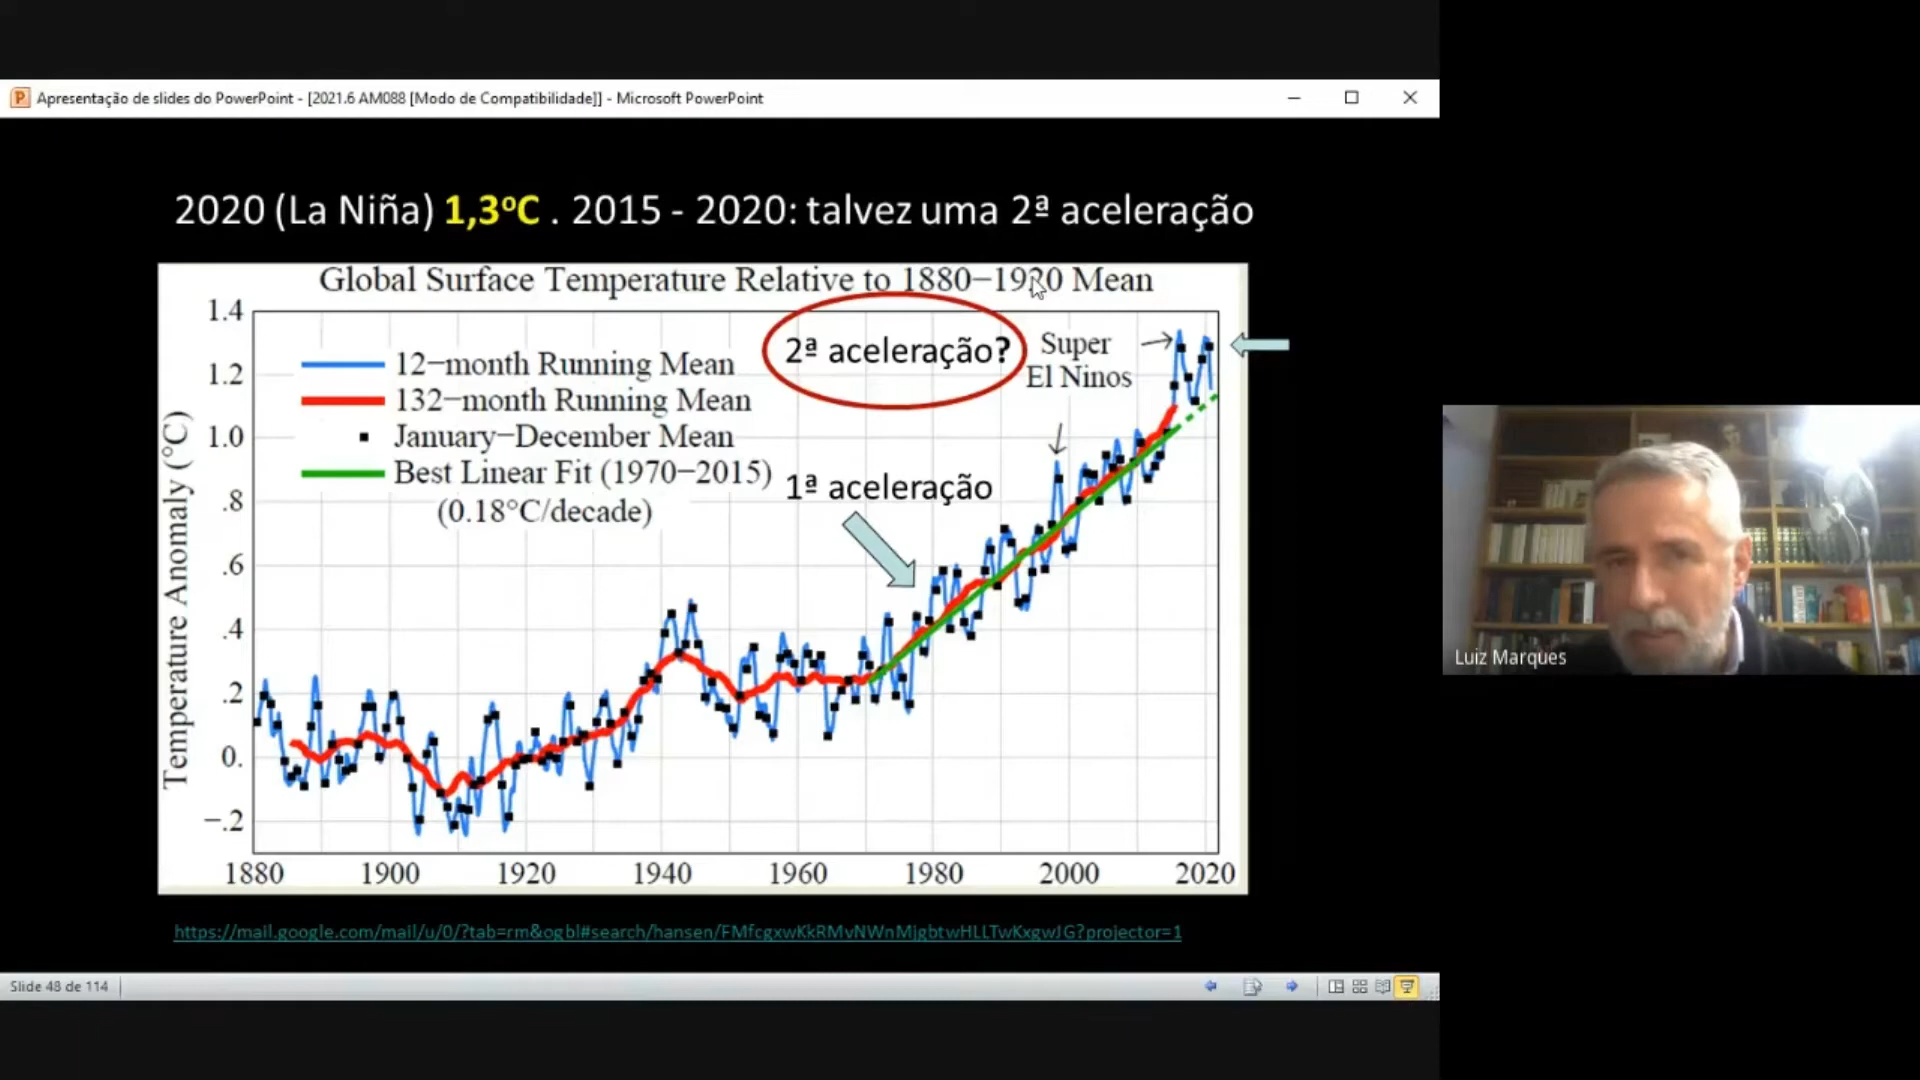 Apresentação de slides do PowerPoint - [2021.6 AM088 [Modo de Compatibilidade]] - Microsoft PowerPoint
2020 (La Niña) 1,3ºC . 2015 - 2020: talvez uma 2ª aceleração
Global Surface Temperature Relative to 1880−1920 Mean
1.4
1.2
1.0
.8
.6
.4
.2
0.
−.2
Temperature Anomaly (°C)
12−month Running Mean
132−month Running Mean
January−December Mean
Best Linear Fit (1970−2015)
(0.18°C/decade)
2ª aceleração?
Super
El Ninos
1ª aceleração
1880 1900 1920 1940 1960 1980 2000 2020
https://mail.google.com/mail/u/0/?tab=rm&ogbl#search/hansen/FMfcgxwKkRMvNWnMjgbtwHLLTwKxgwJG?projector=1
Slide 48 de 114
Luiz Marques